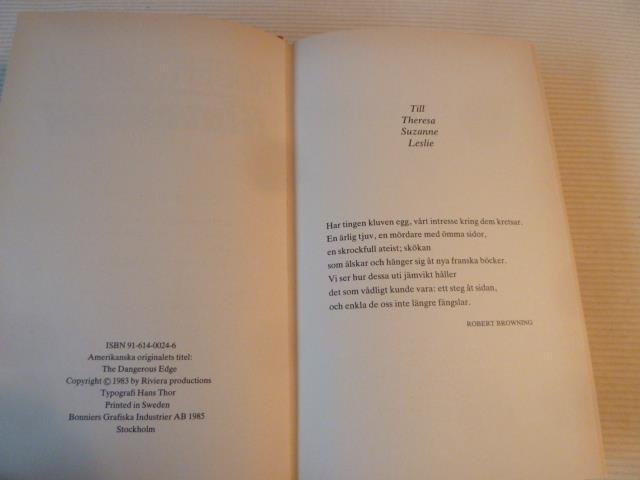 ISBN 91-614-0024-6
Amerikanska originalets titel:
The Dangerous Edge
Copyright © 1983 by Riviera productions
Typografi Hans Thor
Printed in Sweden
Bonniers Grafiska Industrier AB 1985
Stockholm
Till
Theresa
Suzanne
Leslie
Har tingen kluven egg, vårt intresse kring dem kretsar.
En ärlig tjuv, en mördare med ömma sidor,
en skrockfull ateist; skökan
som älskar och hänger sig åt nya franska böcker.
Vi ser hur dessa uti jämvikt håller
det som vådligt kunde vara: ett steg åt sidan,
och enkla de oss inte längre fängslar.
ROBERT BROWNING